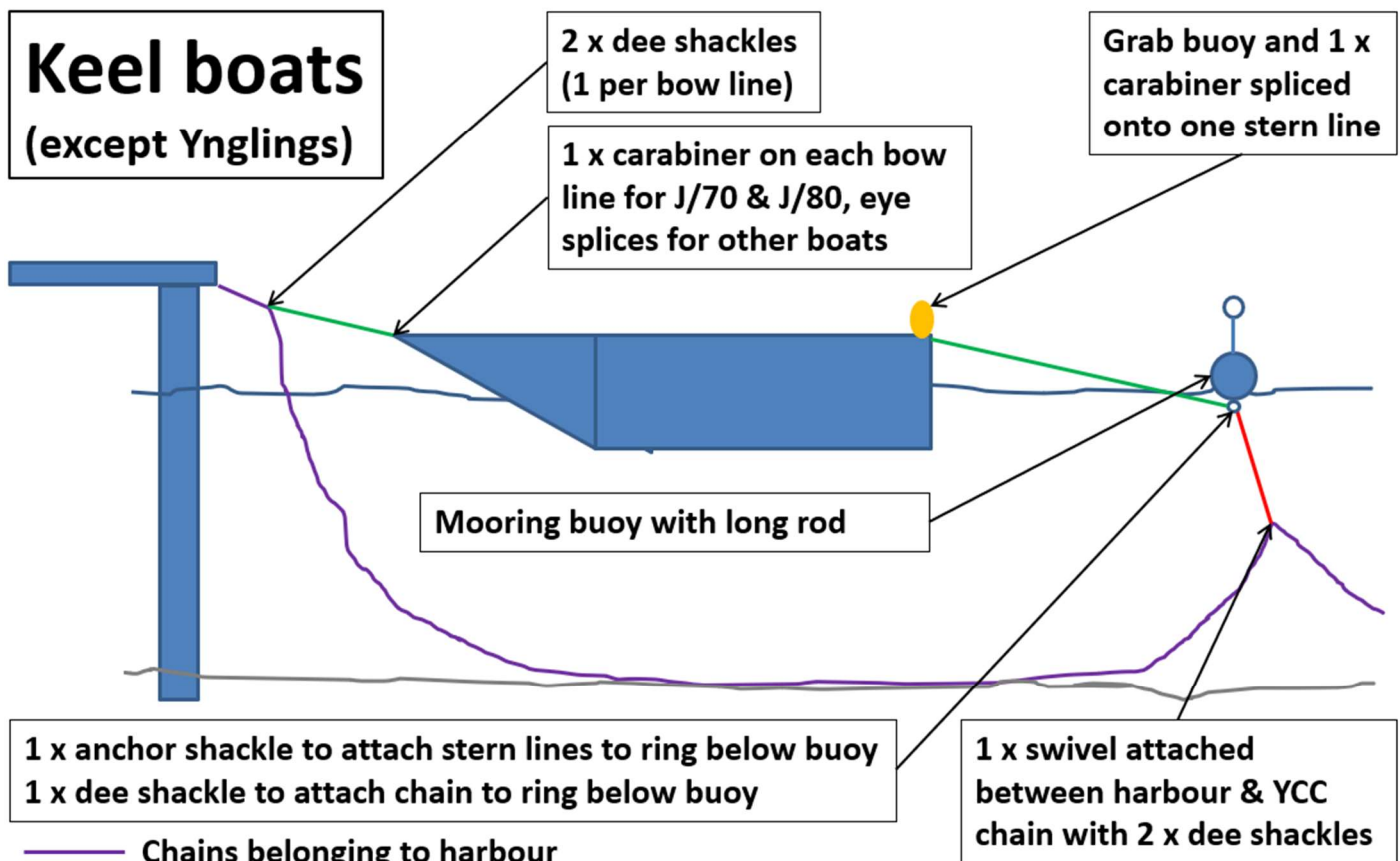 Keel boats
(except Ynglings)
2 x dee shackles
(1 per bow line)
1 x carabiner on each bow
line for J/70 & J/80, eye
splices for other boats
Grab buoy and 1 x
carabiner spliced
onto one stern line
Mooring buoy with long rod
1 x anchor shackle to attach stern lines to ring below buoy
1 x dee shackle to attach chain to ring below buoy
1 x swivel attached
between harbour & YCC
chain with 2 x dee shackles
Chains belonging to harbour